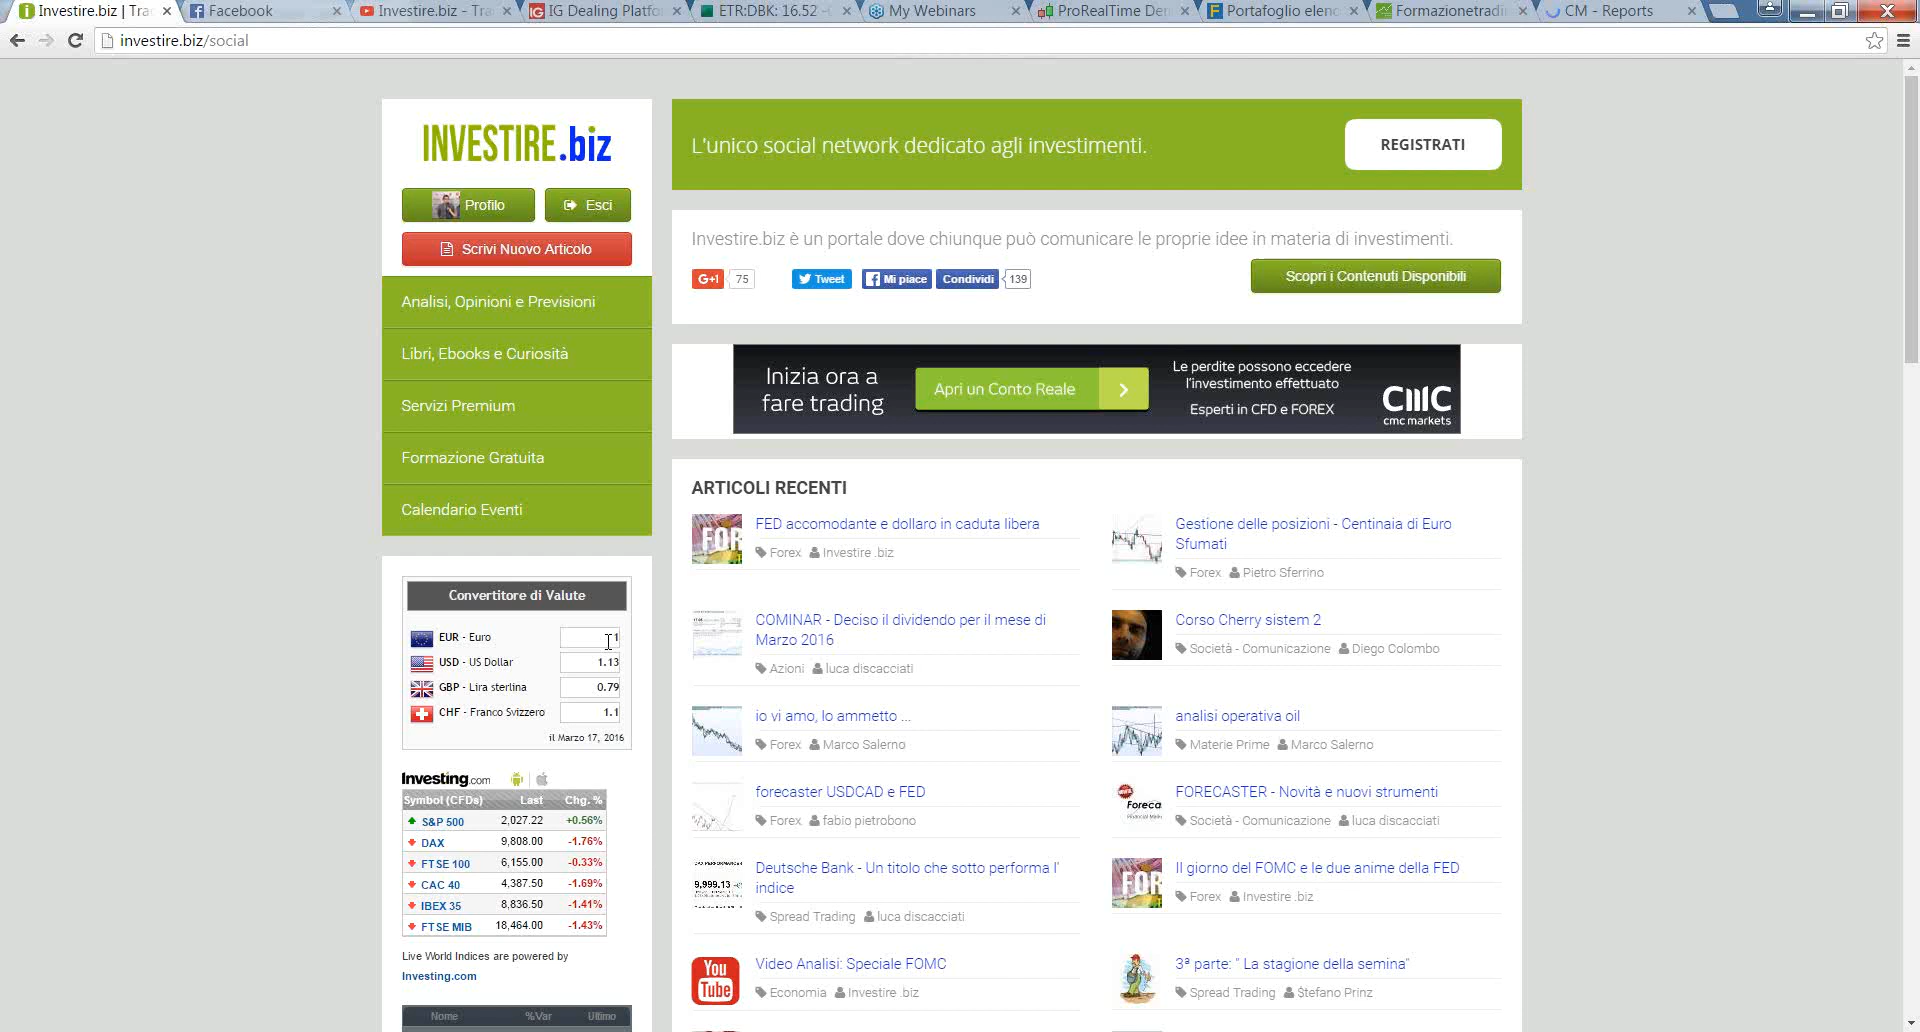 Investire.biz | Trad
Facebook
Investire.biz - Tra
IG Dealing Platfo
ETR:DBK: 16.52 -
My Webinars
ProRealTime De
Portafoglio elen
Formazionetradi
CM - Reports
investire.biz/social
INVESTIRE.biz
Profilo
Esci
Scrivi Nuovo Articolo
Analisi, Opinioni e Previsioni
Libri, Ebooks e Curiosità
Servizi Premium
Formazione Gratuita
Calendario Eventi
Convertitore di Valute
EUR - Euro 1
USD - US Dollar 1.13
GBP - Lira sterlina 0.79
CHF - Franco Svizzero 1.1
il Marzo 17, 2016
Investing.com
Symbol (CFDs) Last Chg. %
S&P 500 2,027.22 +0.56%
DAX 9,808.00 -1.76%
FTSE 100 6,155.00 -0.33%
CAC 40 4,387.50 -1.69%
IBEX 35 8,836.50 -1.41%
FTSE MIB 18,464.00 -1.43%
Live World Indices are powered by
Investing.com
Nome %Var Ultimo
L'unico social network dedicato agli investimenti.
REGISTRATI
Investire.biz è un portale dove chiunque può comunicare le proprie idee in materia di investimenti.
G+1 75
Tweet
Mi piace
Condividi 139
Scopri i Contenuti Disponibili
Inizia ora a
fare trading
Apri un Conto Reale
Le perdite possono eccedere
l'investimento effettuato
Esperti in CFD e FOREX
CMC
cmc markets
ARTICOLI RECENTI
FOR
FED accomodante e dollaro in caduta libera
Forex Investire .biz
Gestione delle posizioni - Centinaia di Euro
Sfumati
Forex Pietro Sferrino
COMINAR - Deciso il dividendo per il mese di
Marzo 2016
Azioni luca discacciati
Corso Cherry sistem 2
Società - Comunicazione Diego Colombo
io vi amo, lo ammetto ...
Forex Marco Salerno
analisi operativa oil
Materie Prime Marco Salerno
forecaster USDCAD e FED
Forex fabio pietrobono
Foreca
FORECASTER - Novità e nuovi strumenti
Società - Comunicazione luca discacciati
9,999.13
Deutsche Bank - Un titolo che sotto performa l'
indice
Spread Trading luca discacciati
FOR
Il giorno del FOMC e le due anime della FED
Forex Investire .biz
You
Tube
Video Analisi: Speciale FOMC
Economia Investire .biz
3ª parte: " La stagione della semina"
Spread Trading $tefano Prinz